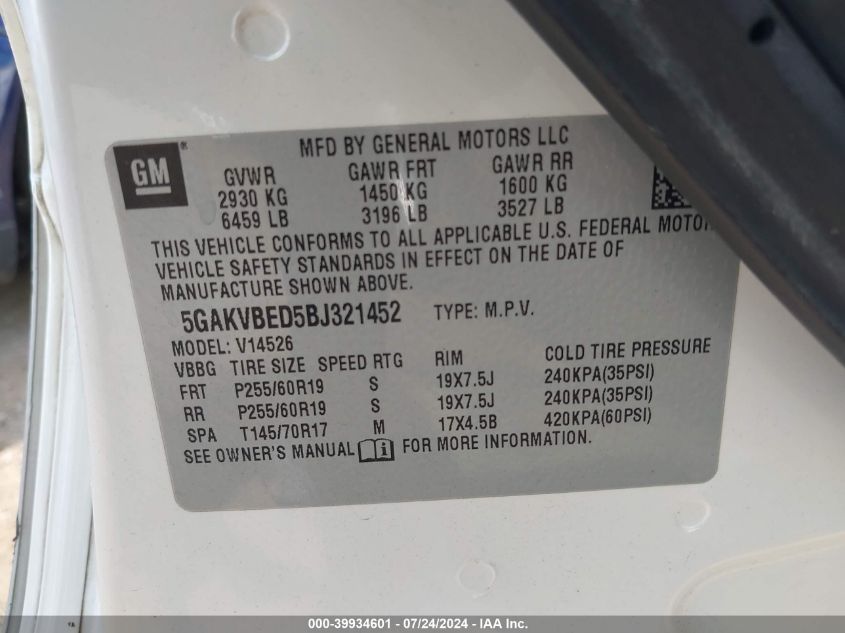 MFD BY GENERAL MOTORS LLC
GM®
GVWR GAWR FRT GAWR RR
2930 KG 1450 KG 1600 KG
6459 LB 3196 LB 3527 LB
THIS VEHICLE CONFORMS TO ALL APPLICABLE U.S. FEDERAL MOTOR
VEHICLE SAFETY STANDARDS IN EFFECT ON THE DATE OF
MANUFACTURE SHOWN ABOVE.
5GAKVBED5BJ321452 TYPE: M.P.V.
MODEL: V14526
VBBG TIRE SIZE SPEED RTG RIM COLD TIRE PRESSURE
FRT P255/60R19 S 19X7.5J 240KPA(35PSI)
RR P255/60R19 S 19X7.5J 240KPA(35PSI)
SPA T145/70R17 M 17X4.5B 420KPA(60PSI)
SEE OWNER'S MANUAL FOR MORE INFORMATION.
000-39934601 - 07/24/2024 - IAA Inc.